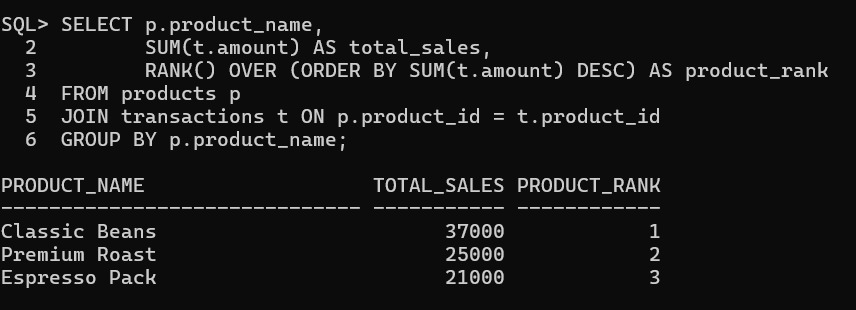 SQL> SELECT p.product_name,
  2         SUM(t.amount) AS total_sales,
  3         RANK() OVER (ORDER BY SUM(t.amount) DESC) AS product_rank
  4  FROM products p
  5  JOIN transactions t ON p.product_id = t.product_id
  6  GROUP BY p.product_name;
PRODUCT_NAME                   TOTAL_SALES PRODUCT_RANK
------------------------------ ----------- ------------
Classic Beans                        37000            1
Premium Roast                        25000            2
Espresso Pack                        21000            3